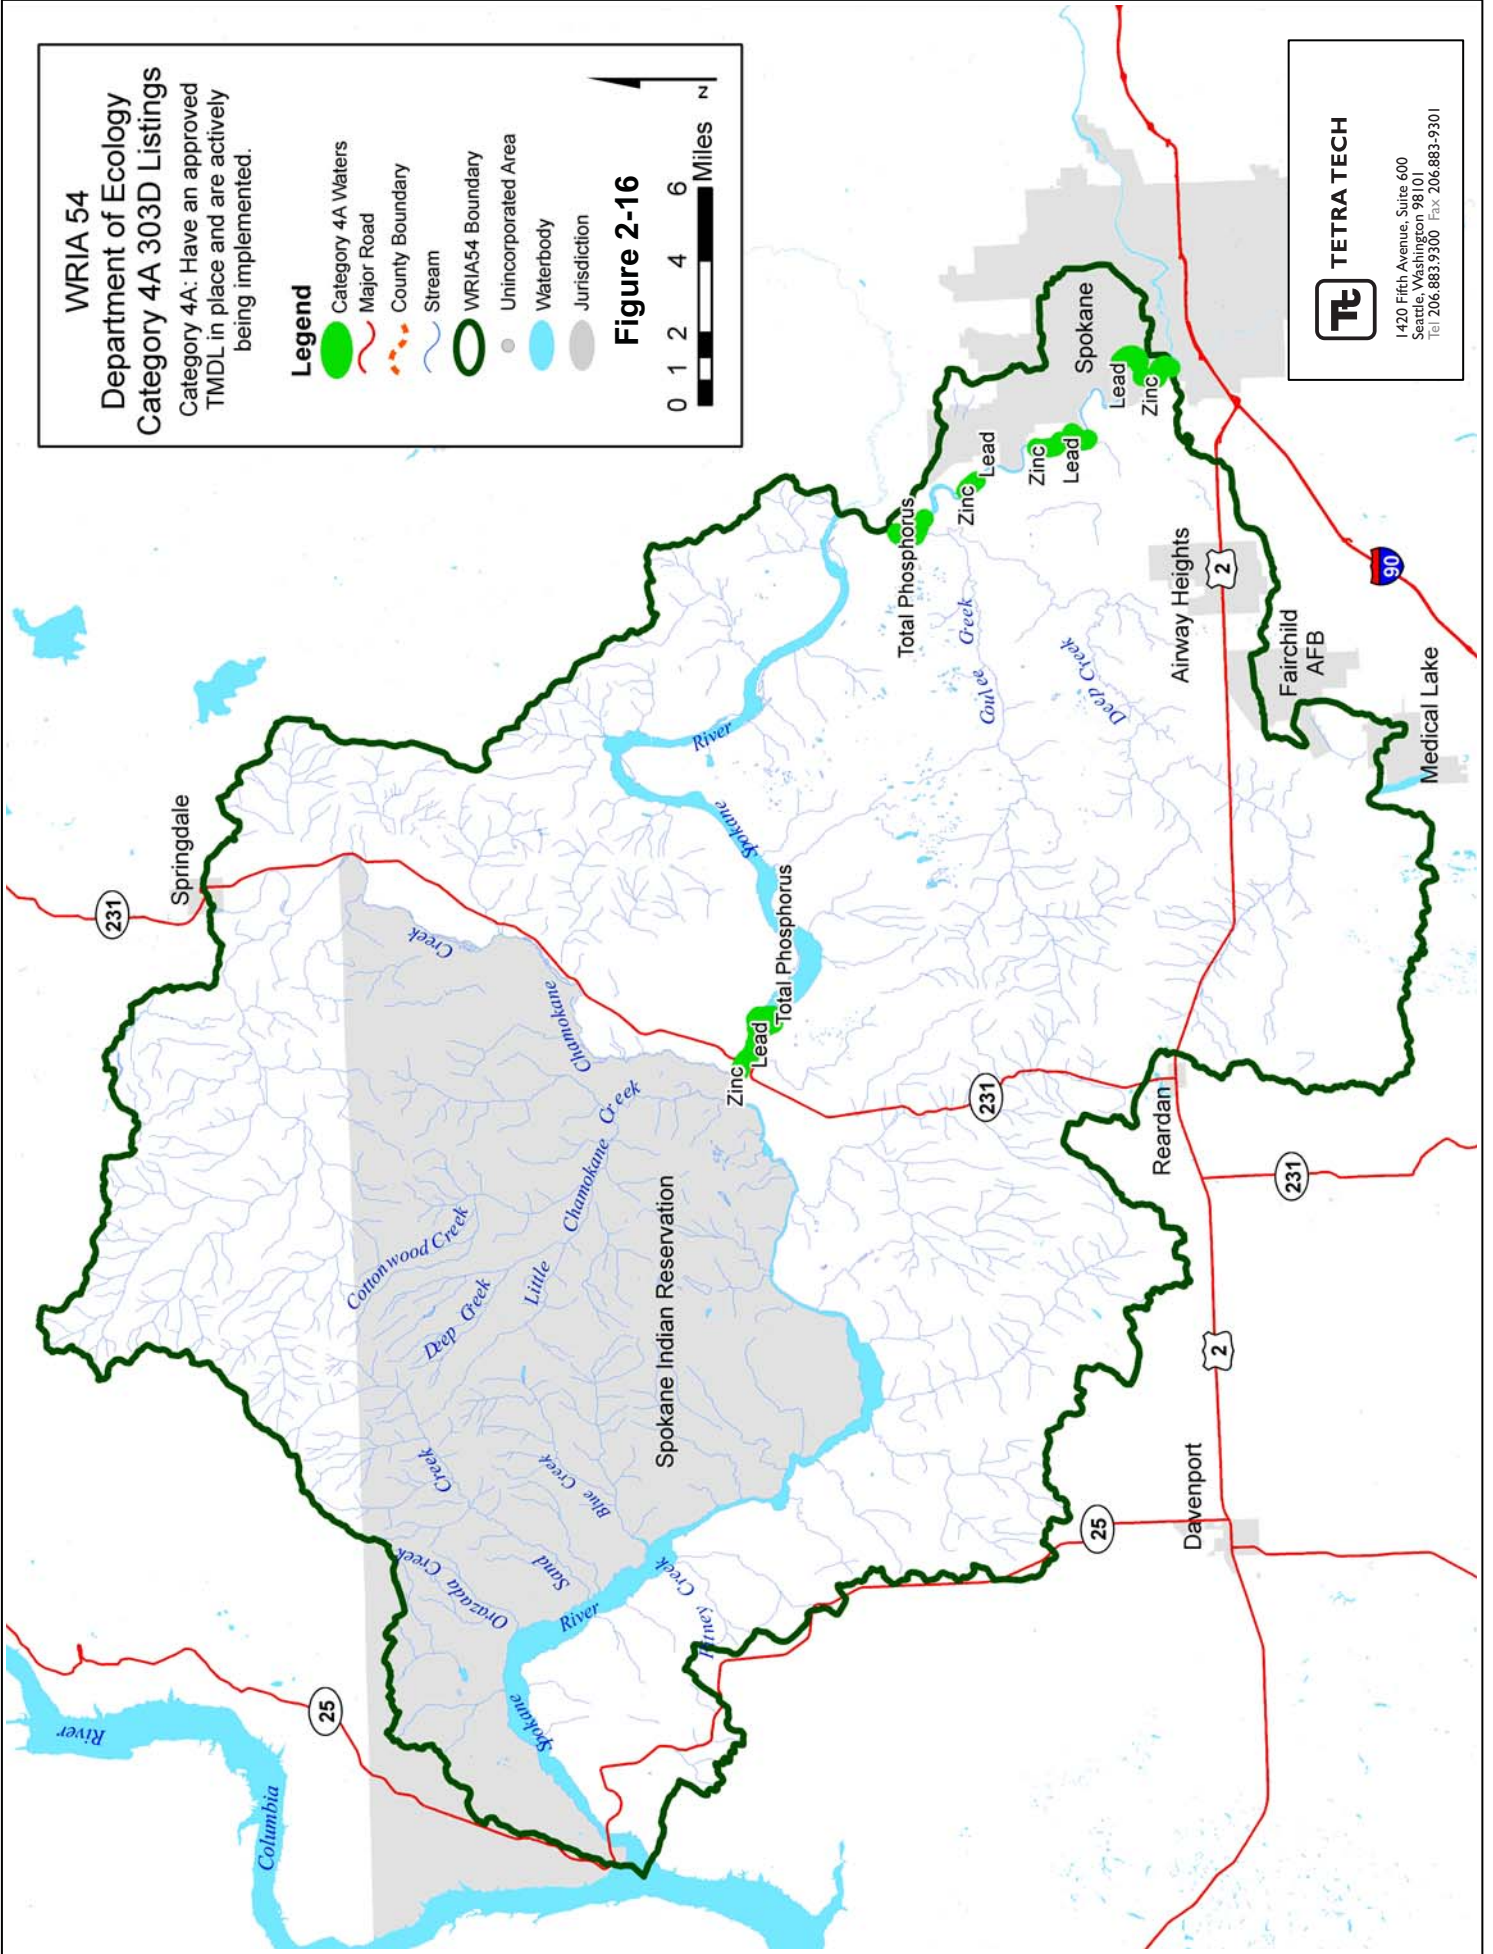 WRIA 54
Department of Ecology
Category 4A 303D Listings
Category 4A: Have an approved
TMDL in place and are actively
being implemented.
Legend
Category 4A Waters
Major Road
County Boundary
Stream
WRIA54 Boundary
Unincorporated Area
Waterbody
Jurisdiction
Figure 2-16
0 1 2 4 6
Miles
N
Columbia
River
25
231
Springdale
Creek
Chamokane
Cottonwood Creek
Deep Creek
Little
Chamokane Creek
Creek
Sand
Blue Creek
Orazada Creek
Spokane Indian Reservation
Spokane
River
Pitney Creek
Zinc
Lead
Total Phosphorus
Spokane
River
Total Phosphorus
Zinc
Lead
Zinc
Lead
Lead
Zinc
Spokane
Coulee Creek
Deep Creek
Airway Heights
2
Fairchild
AFB
Medical Lake
90
231
Reardan
231
2
25
Davenport
Tt
TETRA TECH
1420 Fifth Avenue, Suite 600
Seattle, Washington 98101
Tel 206.883.9300 Fax 206.883-9301